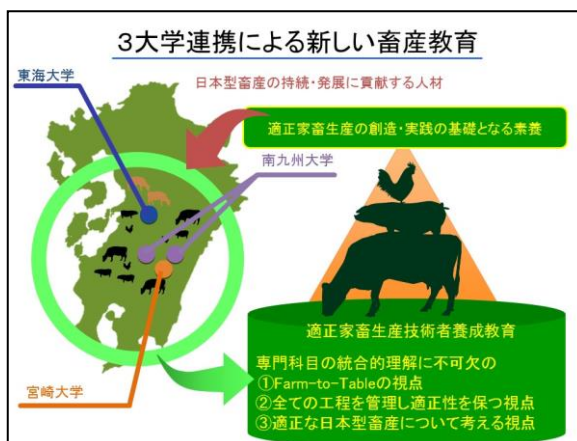 3大学連携による新しい畜産教育
東海大学
日本型畜産の持続・発展に貢献する人材
適正家畜生産の創造・実践の基礎となる素養
南九州大学
適正家畜生産技術者養成教育
専門科目の統合的理解に不可欠の
①Farm-to-Tableの視点
②全ての工程を管理し適正性を保つ視点
③適正な日本型畜産について考える視点
宮崎大学